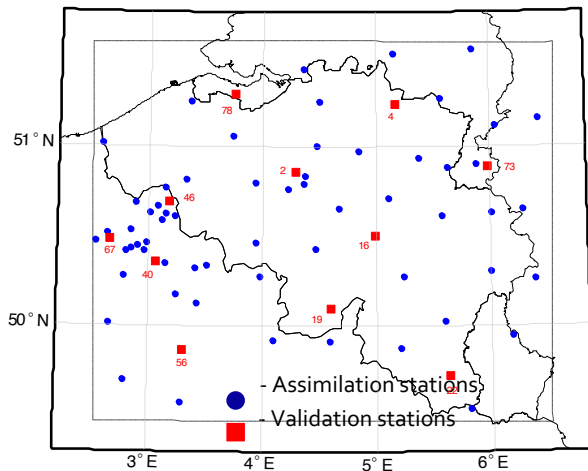 78
4
51° N
2
73
46
67
16
40
50° N
19
56
22
- Assimilation stations
- Validation stations
3° E
4° E
5° E
6° E